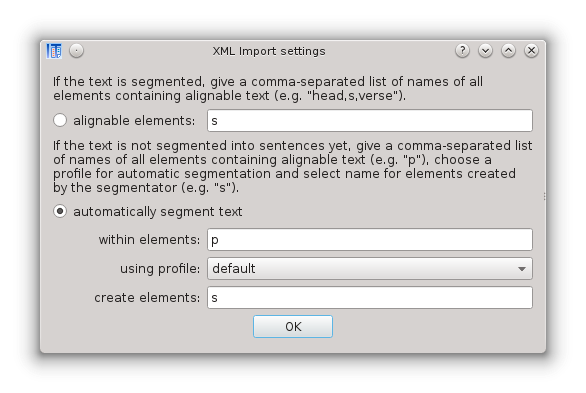 XML Import settings
If the text is segmented, give a comma-separated list of names of all
elements containing alignable text (e.g. "head,s,verse").
alignable elements: s
If the text is not segmented into sentences yet, give a comma-separated list
of names of all elements containing alignable text (e.g. "p"), choose a
profile for automatic segmentation and select name for elements created
by the segmentator (e.g. "s").
automatically segment text
within elements: p
using profile: default
create elements: s
OK